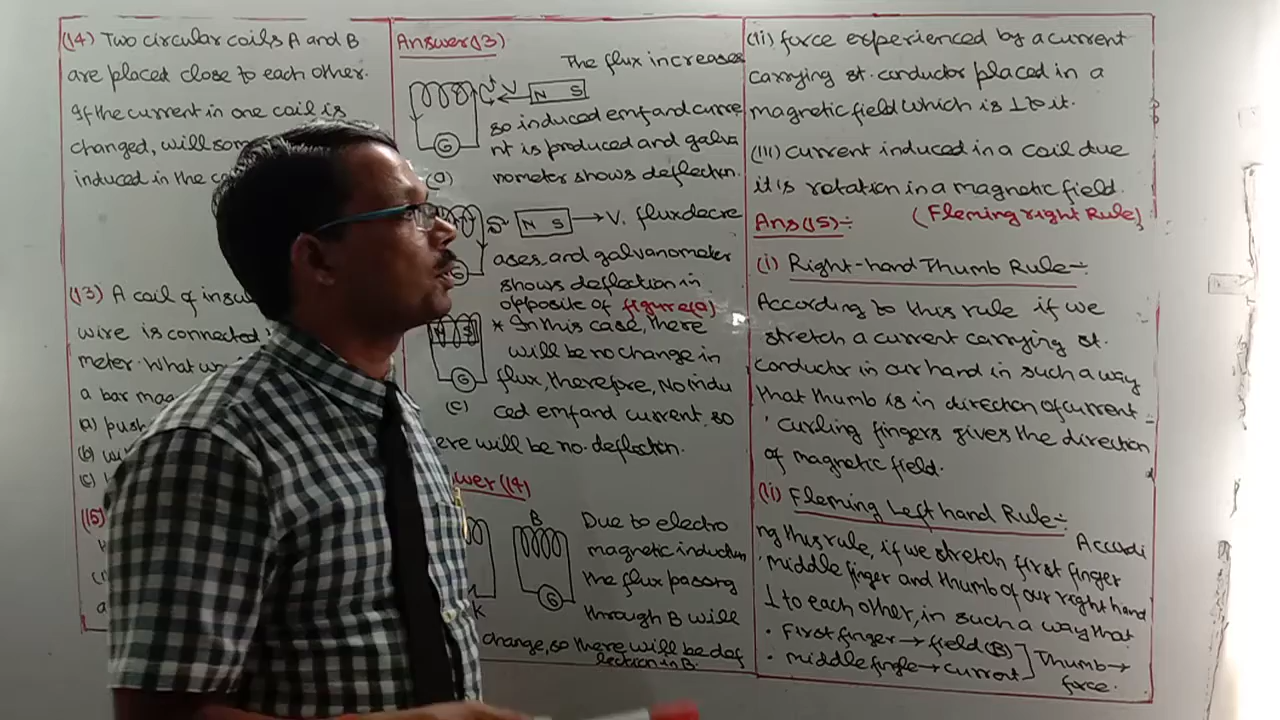 (14) Two circular coils A and B
are placed close to each other.
If the current in one coil is
changed, will
induced in the
(13) A coil of
wire is connected
meter. What
a bar
a) push
(b)
(c)
(15)
Answer 13)
The flux increases
V
N S
so induced emf and curre
nt is produced and galva
G
(a)
nometer shows deflection.
N S → V. flux decre
ases and galvanometer
G
shows deflection in
opposite of figure (a)
N S
* In this case, there
will be no change in
G
flux, therefore, No indu
(c)
ced emf and current. so
ere will be no deflection.
wer (14)
B
Due to electro
magnetic induction
the flux passing
G
K
through B will
change, so there will be def
lection in B.
(ii) force experienced by a current
carrying st. conductor placed in a
magnetic field which is ⊥ to it.
(iii) current induced in a coil due
it is rotation in a magnetic field.
Ans (15) :-
(Fleming right Rule)
(i) Right-hand Thumb Rule :-
According to this rule if we
stretch a current carrying st.
conductor in our hand in such a way
that thumb is in direction of current
curling fingers gives the direction
of magnetic field.
(ii) Fleming Left hand Rule :-
Accordi
ng this rule, if we stretch first finger
middle finger and thumb of our right hand
⊥ to each other, in such a way that
• First finger → field (B)
• middle fingle → current
Thumb →
force.